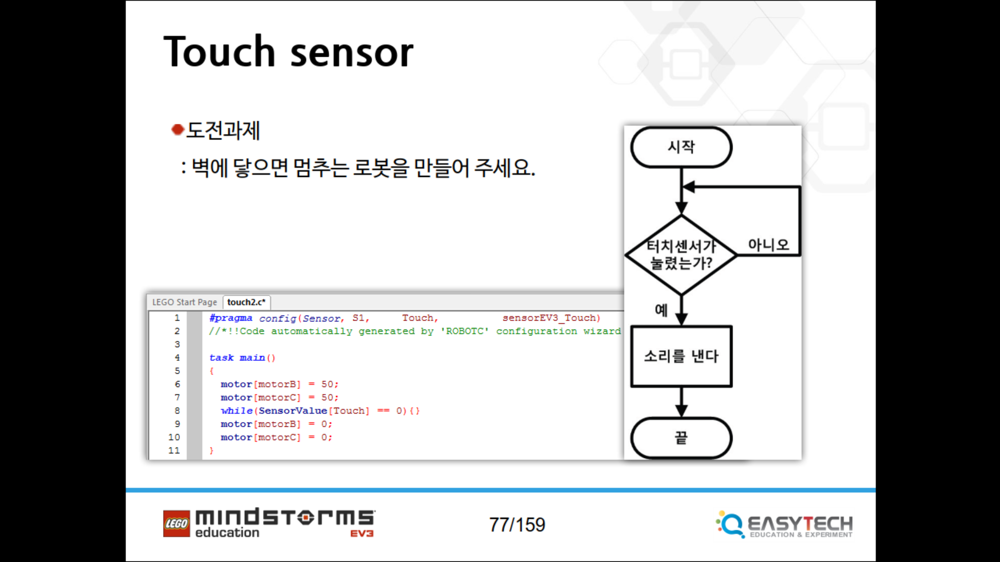 Touch sensor
도전과제
: 벽에 닿으면 멈추는 로봇을 만들어 주세요.
시작
터치센서가
눌렸는가?
아니오
예
소리를 낸다
끝
LEGO Start Page touch2.c*
1 #pragma config(Sensor, S1, Touch, sensorEV3_Touch)
2 //*!!Code automatically generated by 'ROBOTC' configuration wizard
3
4 task main()
5 {
6 motor[motorB] = 50;
7 motor[motorC] = 50;
8 while(SensorValue[Touch] == 0){}
9 motor[motorB] = 0;
10 motor[motorC] = 0;
11 }
LEGO mindstorms
education EV3
77/159
EASYTECH
EDUCATION & EXPERIMENT